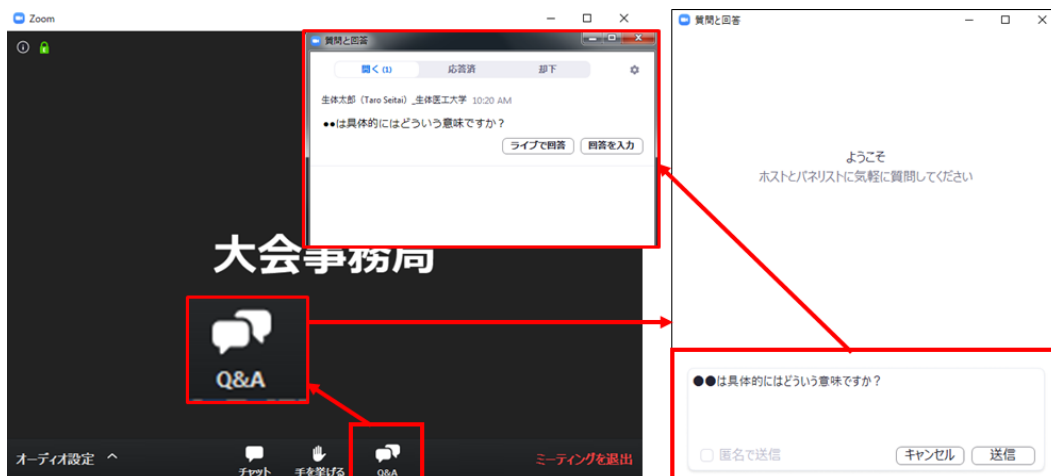 Zoom
質問と回答
開く (1) 応答済 却下
生体太郎（Taro Seitai）_生体医工大学 10:20 AM
●●は具体的にはどういう意味ですか？
ライブで回答 回答を入力
大会事務局
Q&A
オーディオ設定
チャット
手を挙げる
Q&A
ミーティングを退出
質問と回答
ようこそ
ホストとパネリストに気軽に質問してください
●●は具体的にはどういう意味ですか？
匿名で送信
キャンセル 送信